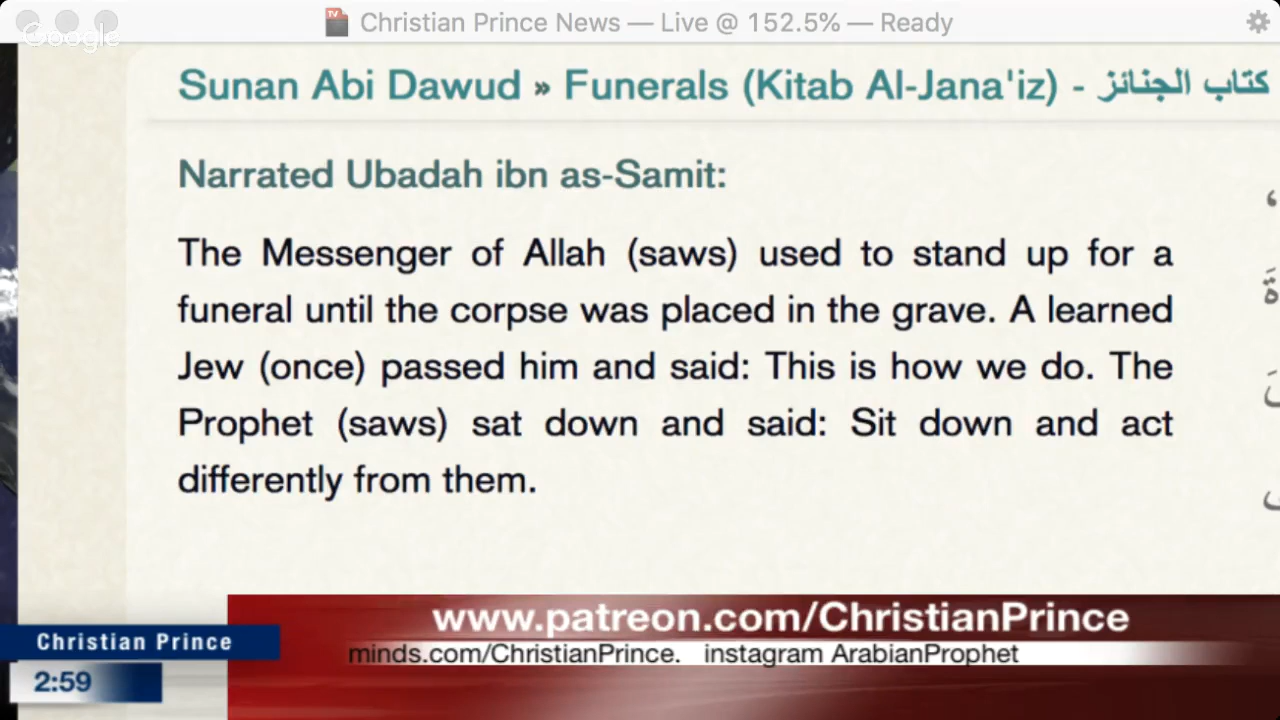 Christian Prince News — Live @ 152.5% — Ready
Google
TV
Sunan Abi Dawud » Funerals (Kitab Al-Jana'iz) - كتاب الجنائز
Narrated Ubadah ibn as-Samit:
The Messenger of Allah (saws) used to stand up for a
funeral until the corpse was placed in the grave. A learned
Jew (once) passed him and said: This is how we do. The
Prophet (saws) sat down and said: Sit down and act
differently from them.
www.patreon.com/ChristianPrince
Christian Prince
minds.com/ChristianPrince. instagram ArabianProphet
2:59